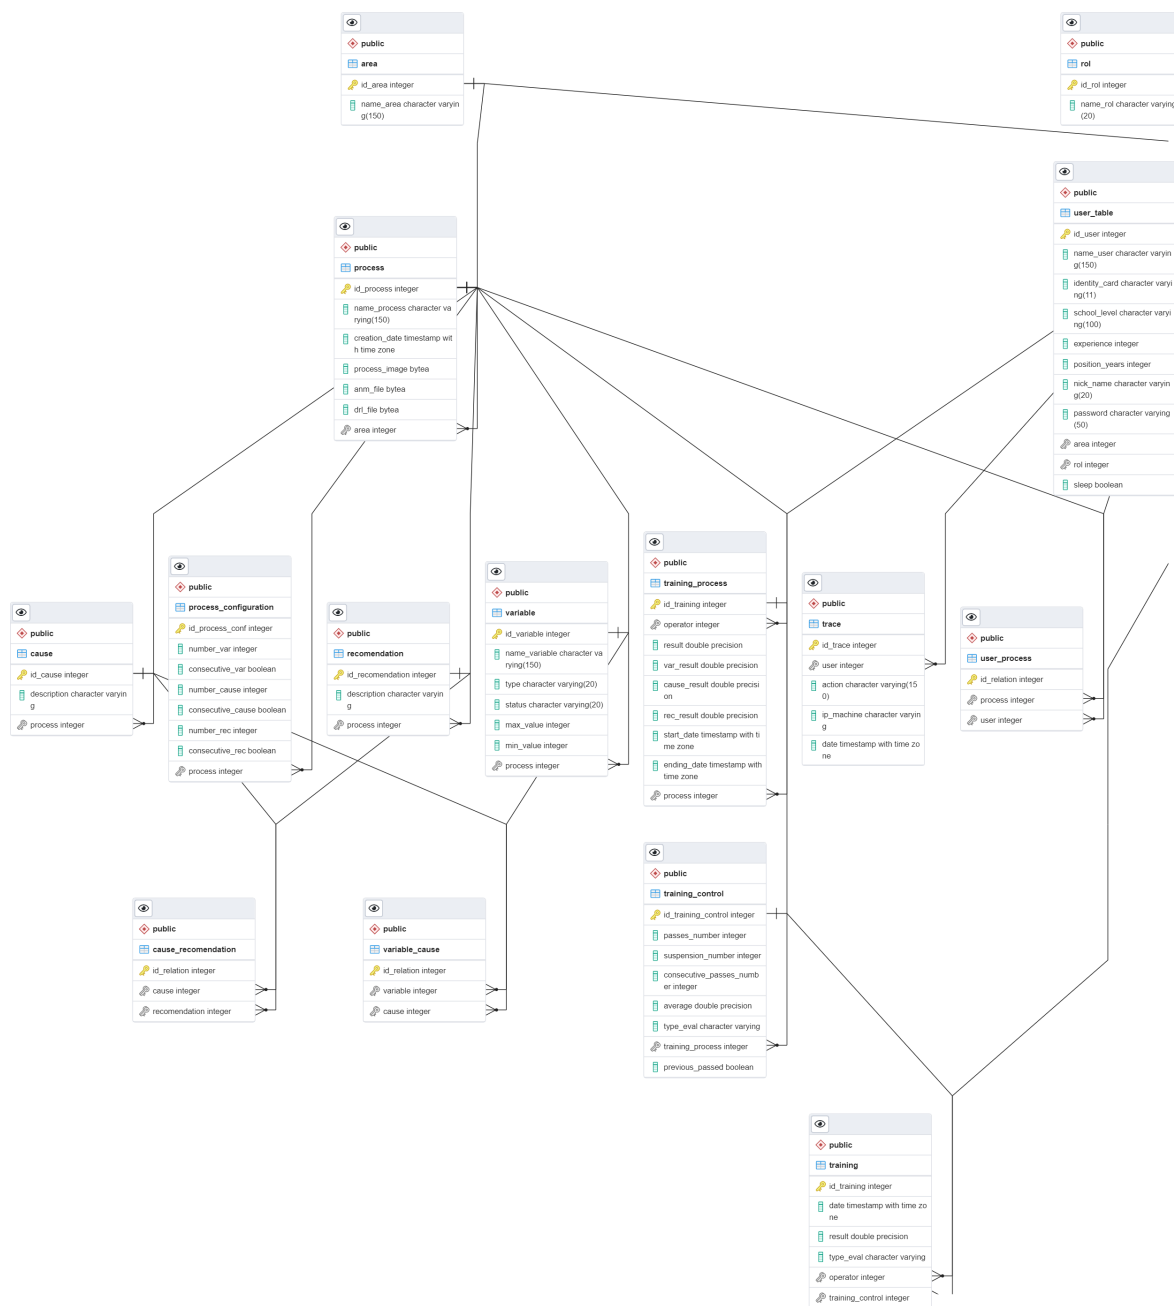 public
area
id_area integer
name_area character varyin
g(150)
public
rol
id_rol integer
name_rol character varying
(20)
public
user_table
id_user integer
name_user character varyin
g(150)
identity_card character varyi
ng(11)
school_level character varyi
ng(100)
experience integer
position_years integer
nick_name character varyin
g(20)
password character varying
(50)
area integer
rol integer
sleep boolean
public
process
id_process integer
name_process character va
rying(150)
creation_date timestamp wit
h time zone
process_image bytea
anm_file bytea
drl_file bytea
area integer
public
cause
id_cause integer
description character varyin
g
process integer
public
process_configuration
id_process_conf integer
number_var integer
consecutive_var boolean
number_cause integer
consecutive_cause boolean
number_rec integer
consecutive_rec boolean
process integer
public
recomendation
id_recomendation integer
description character varyin
g
process integer
public
variable
id_variable integer
name_variable character va
rying(150)
type character varying(20)
status character varying(20)
max_value integer
min_value integer
process integer
public
training_process
id_training integer
operator integer
result double precision
var_result double precision
cause_result double precisi
on
rec_result double precision
start_date timestamp with ti
me zone
ending_date timestamp with
time zone
process integer
public
trace
id_trace integer
user integer
action character varying(15
0)
ip_machine character varyin
g
date timestamp with time zo
ne
public
user_process
id_relation integer
process integer
user integer
public
cause_recomendation
id_relation integer
cause integer
recomendation integer
public
variable_cause
id_relation integer
variable integer
cause integer
public
training_control
id_training_control integer
passes_number integer
suspension_number integer
consecutive_passes_numb
er integer
average double precision
type_eval character varying
training_process integer
previous_passed boolean
public
training
id_training integer
date timestamp with time zo
ne
result double precision
type_eval character varying
operator integer
training_control integer